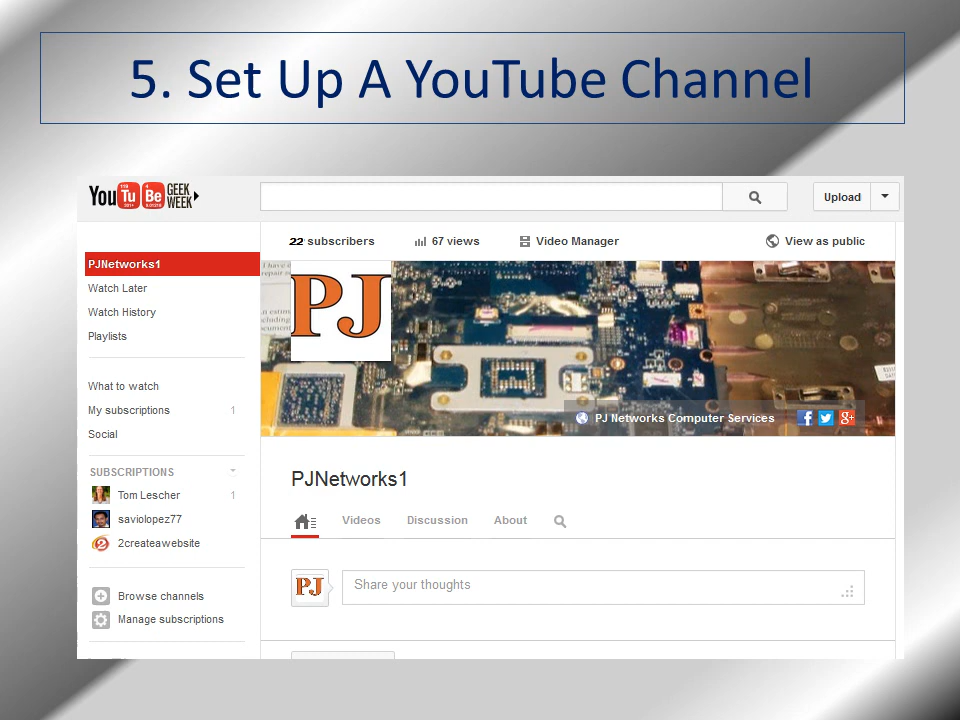 5. Set Up A YouTube Channel
YouTube GEEK WEEK
Upload
22 subscribers 67 views Video Manager View as public
PJNetworks1
Watch Later
Watch History
Playlists
What to watch
My subscriptions 1
Social
SUBSCRIPTIONS
Tom Lescher 1
saviolopez77
2createawebsite
Browse channels
Manage subscriptions
PJ
PJ Networks Computer Services
PJNetworks1
Videos Discussion About
PJ Share your thoughts